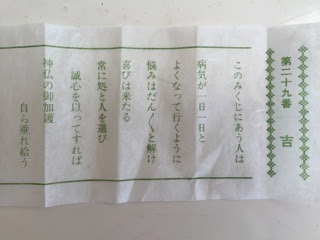 第二十九番 吉
このみくじにあう人は
病気が一日一日と
よくなって行くように
悩みはだん〱と解け
喜びは来たる
常に処と人を選び
誠心を以ってすれば
神仏の御加護
自ら垂れ給う